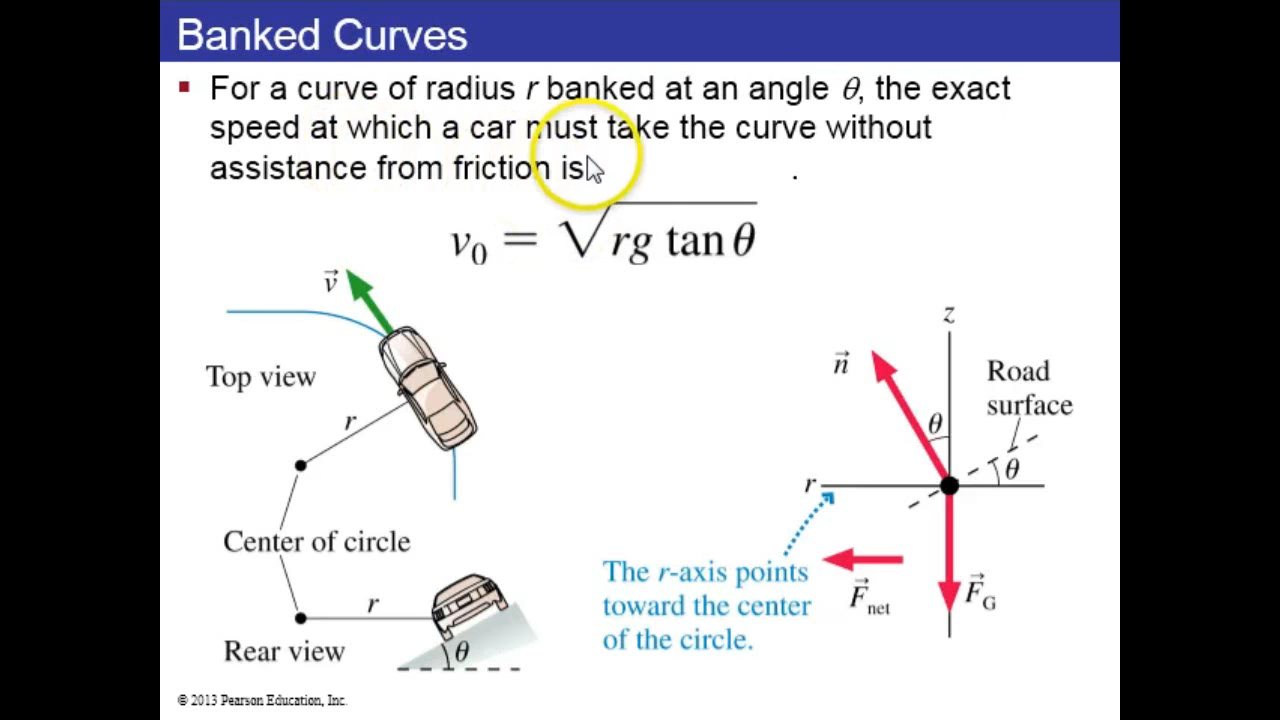 Banked Curves
▪ For a curve of radius r banked at an angle θ, the exact
speed at which a car must take the curve without
assistance from friction is .
v₀ = √rg tan θ
v⃗
Top view
r
Center of circle
r
Rear view
θ
z
n⃗
Road
surface
θ
θ
r
The r-axis points
toward the center
of the circle.
F⃗net
F⃗G
© 2013 Pearson Education, Inc.